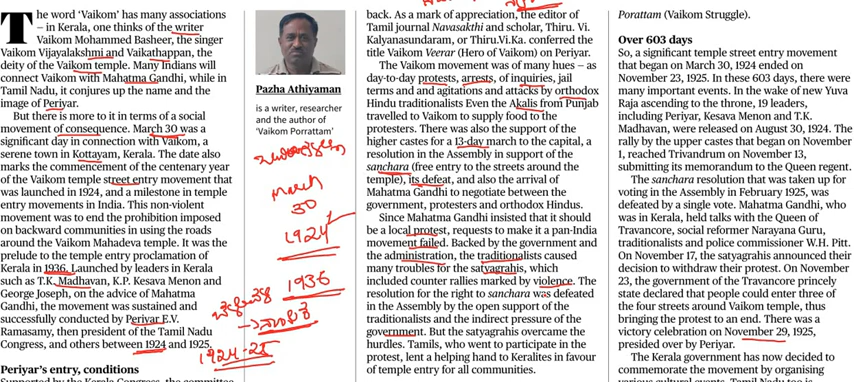 The word 'Vaikom' has many associations
– in Kerala, one thinks of the writer
Vaikom Mohammed Basheer, the singer
Vaikom Vijayalakshmi and Vaikathappan, the
deity of the Vaikom temple. Many Indians will
connect Vaikom with Mahatma Gandhi, while in
Tamil Nadu, it conjures up the name and the
image of Periyar.
But there is more to it in terms of a social
movement of consequence. March 30 was a
significant day in connection with Vaikom, a
serene town in Kottayam, Kerala. The date also
marks the commencement of the centenary year
of the Vaikom temple street entry movement that
was launched in 1924, and a milestone in temple
entry movements in India. This non-violent
movement was to end the prohibition imposed
on backward communities in using the roads
around the Vaikom Mahadeva temple. It was the
prelude to the temple entry proclamation of
Kerala in 1936. Launched by leaders in Kerala
such as T.K. Madhavan, K.P. Kesava Menon and
George Joseph, on the advice of Mahatma
Gandhi, the movement was sustained and
successfully conducted by Periyar E.V.
Ramasamy, then president of the Tamil Nadu
Congress, and others between 1924 and 1925.
Periyar's entry, conditions
Supported by the Kerala Congress, the committee
Pazha Athiyaman
is a writer, researcher
and the author of
'Vaikom Porrattam'
March
30
1924
1936
1924-25
back. As a mark of appreciation, the editor of
Tamil journal Navasakthi and scholar, Thiru. Vi.
Kalyanasundaram, or Thiru.Vi.Ka. conferred the
title Vaikom Veerar (Hero of Vaikom) on Periyar.
The Vaikom movement was of many hues – as
day-to-day protests, arrests, of inquiries, jail
terms and and agitations and attacks by orthodox
Hindu traditionalists Even the Akalis from Punjab
travelled to Vaikom to supply food to the
protesters. There was also the support of the
higher castes for a 13-day march to the capital, a
resolution in the Assembly in support of the
sanchara (free entry to the streets around the
temple), its defeat, and also the arrival of
Mahatma Gandhi to negotiate between the
government, protesters and orthodox Hindus.
Since Mahatma Gandhi insisted that it should
be a local protest, requests to make it a pan-India
movement failed. Backed by the government and
the administration, the traditionalists caused
many troubles for the satyagrahis, which
included counter rallies marked by violence. The
resolution for the right to sanchara was defeated
in the Assembly by the open support of the
traditionalists and the indirect pressure of the
government. But the satyagrahis overcame the
hurdles. Tamils, who went to participate in the
protest, lent a helping hand to Keralites in favour
of temple entry for all communities.
Porattam (Vaikom Struggle).
Over 603 days
So, a significant temple street entry movement
that began on March 30, 1924 ended on
November 23, 1925. In these 603 days, there were
many important events. In the wake of new Yuva
Raja ascending to the throne, 19 leaders,
including Periyar, Kesava Menon and T.K.
Madhavan, were released on August 30, 1924. The
rally by the upper castes that began on November
1, reached Trivandrum on November 13,
submitting its memorandum to the Queen regent.
The sanchara resolution that was taken up for
voting in the Assembly in February 1925, was
defeated by a single vote. Mahatma Gandhi, who
was in Kerala, held talks with the Queen of
Travancore, social reformer Narayana Guru,
traditionalists and police commissioner W.H. Pitt.
On November 17, the satyagrahis announced their
decision to withdraw their protest. On November
23, the government of the Travancore princely
state declared that people could enter three of
the four streets around Vaikom temple, thus
bringing the protest to an end. There was a
victory celebration on November 29, 1925,
presided over by Periyar.
The Kerala government has now decided to
commemorate the movement by organising